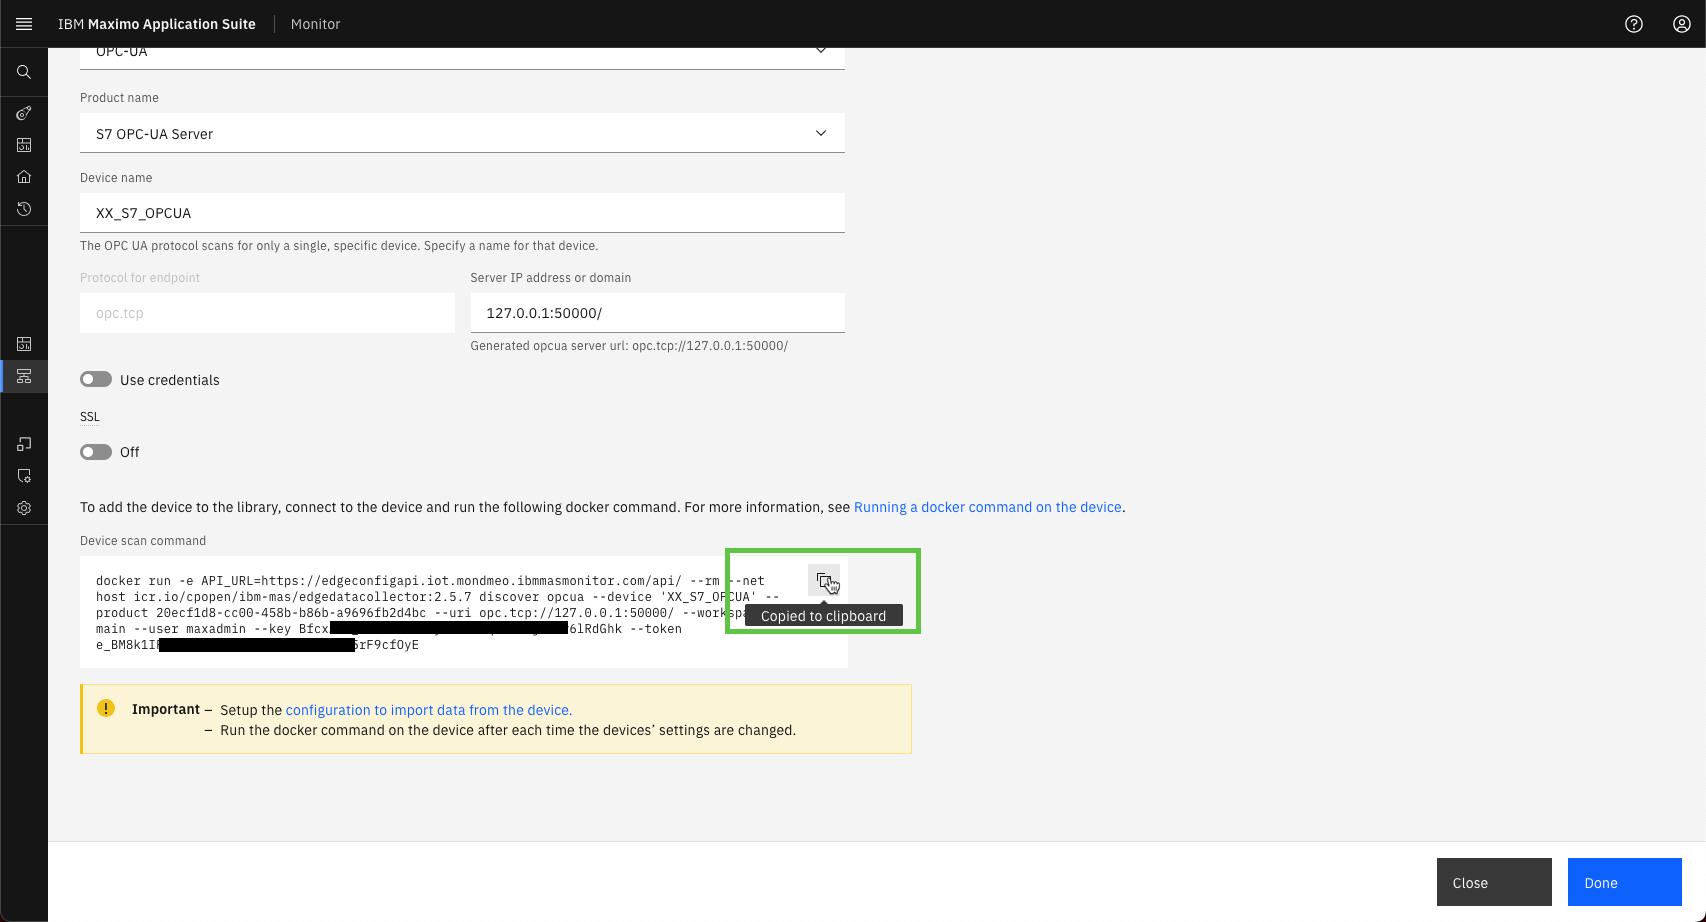 IBM Maximo Application Suite Monitor
OPC-UA
Product name
S7 OPC-UA Server
Device name
XX_S7_OPCUA
The OPC UA protocol scans for only a single, specific device. Specify a name for that device.
Protocol for endpoint Server IP address or domain
opc.tcp 127.0.0.1:50000/
Generated opcua server url: opc.tcp://127.0.0.1:50000/
Use credentials
SSL
Off
To add the device to the library, connect to the device and run the following docker command. For more information, see Running a docker command on the device.
Device scan command
docker run -e API_URL=https://edgeconfigapi.iot.mondmeo.ibmmasmonitor.com/api/ --rm --net
host icr.io/cpopen/ibm-mas/edgedatacollector:2.5.7 discover opcua --device 'XX_S7_OPCUA' --
product 20ecf1d8-cc00-458b-b86b-a9696fb2d4bc --uri opc.tcp://127.0.0.1:50000/
main --user maxadmin --key --token
Copied to clipboard
Important – Setup the configuration to import data from the device.
– Run the docker command on the device after each time the devices’ settings are changed.
Close Done